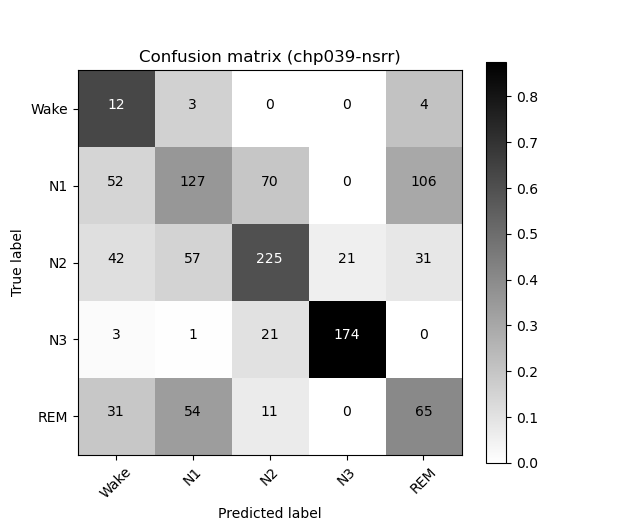 Confusion matrix (chp039-nsrr)
Wake 12 3 0 0 4
N1 52 127 70 0 106
N2 42 57 225 21 31
N3 3 1 21 174 0
REM 31 54 11 0 65
Wake N1 N2 N3 REM
Predicted label
True label
0.8
0.7
0.6
0.5
0.4
0.3
0.2
0.1
0.0